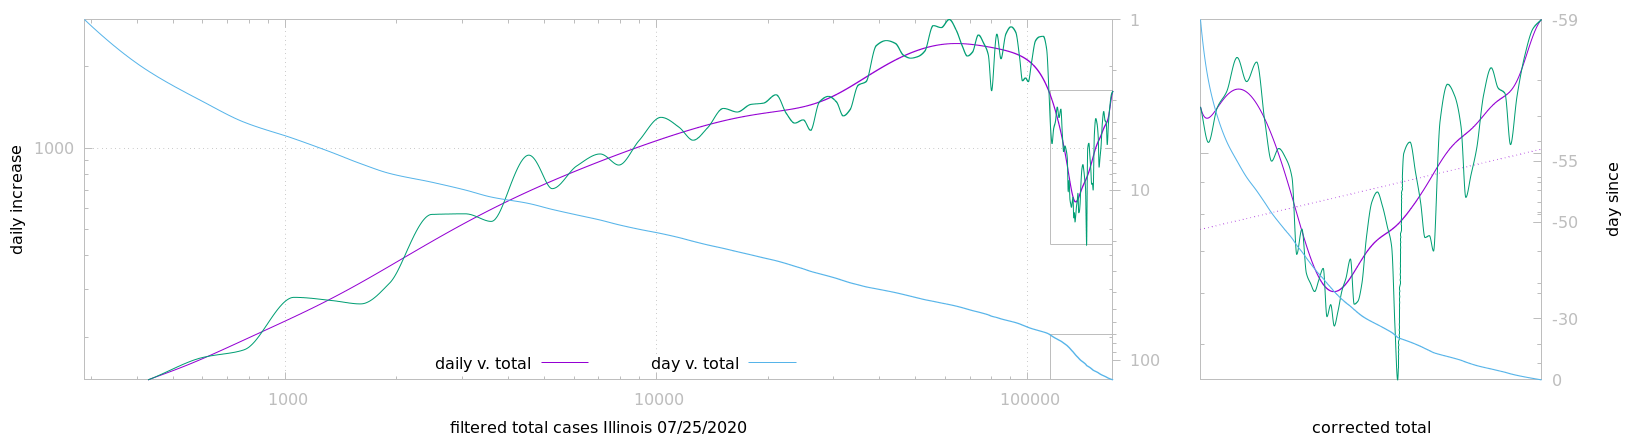 daily increase
1000
daily v. total
day v. total
1
10
100
1000
10000
100000
filtered total cases Illinois 07/25/2020
-59
-55
-50
-30
0
day since
corrected total